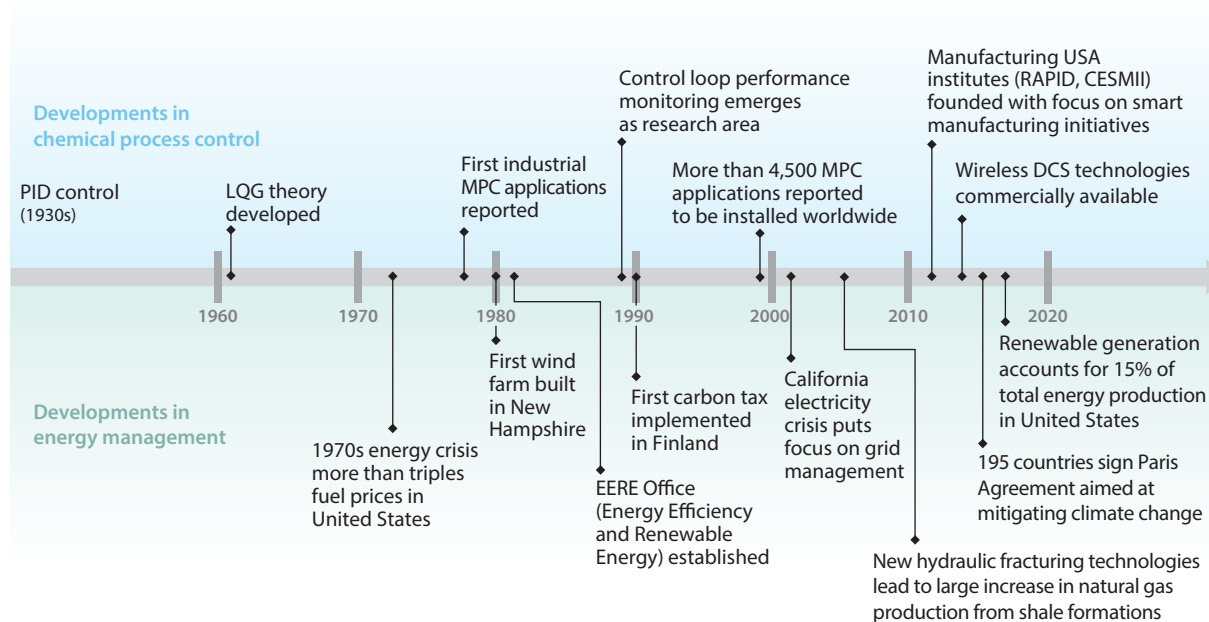 Developments in
chemical process control
PID control
(1930s)
LQG theory
developed
First industrial
MPC applications
reported
Control loop performance
monitoring emerges
as research area
More than 4,500 MPC
applications reported
to be installed worldwide
Manufacturing USA
institutes (RAPID, CESMII)
founded with focus on smart
manufacturing initiatives
Wireless DCS technologies
commercially available
1960
1970
1980
1990
2000
2010
2020
Developments in
energy management
1970s energy crisis
more than triples
fuel prices in
United States
First wind
farm built
in New
Hampshire
EERE Office
(Energy Efficiency
and Renewable
Energy) established
First carbon tax
implemented
in Finland
California
electricity
crisis puts
focus on grid
management
New hydraulic fracturing technologies
lead to large increase in natural gas
production from shale formations
195 countries sign Paris
Agreement aimed at
mitigating climate change
Renewable generation
accounts for 15% of
total energy production
in United States